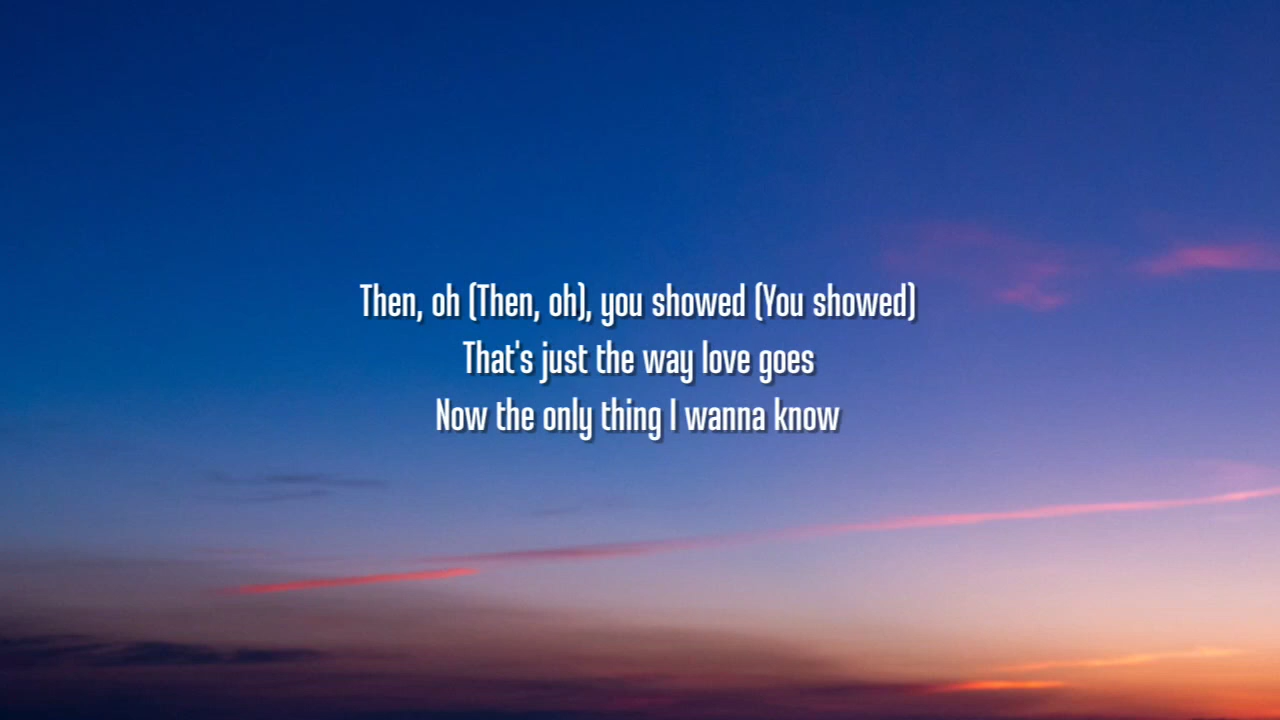 Then, oh (Then, oh), you showed (You showed)
That's just the way love goes
Now the only thing I wanna know